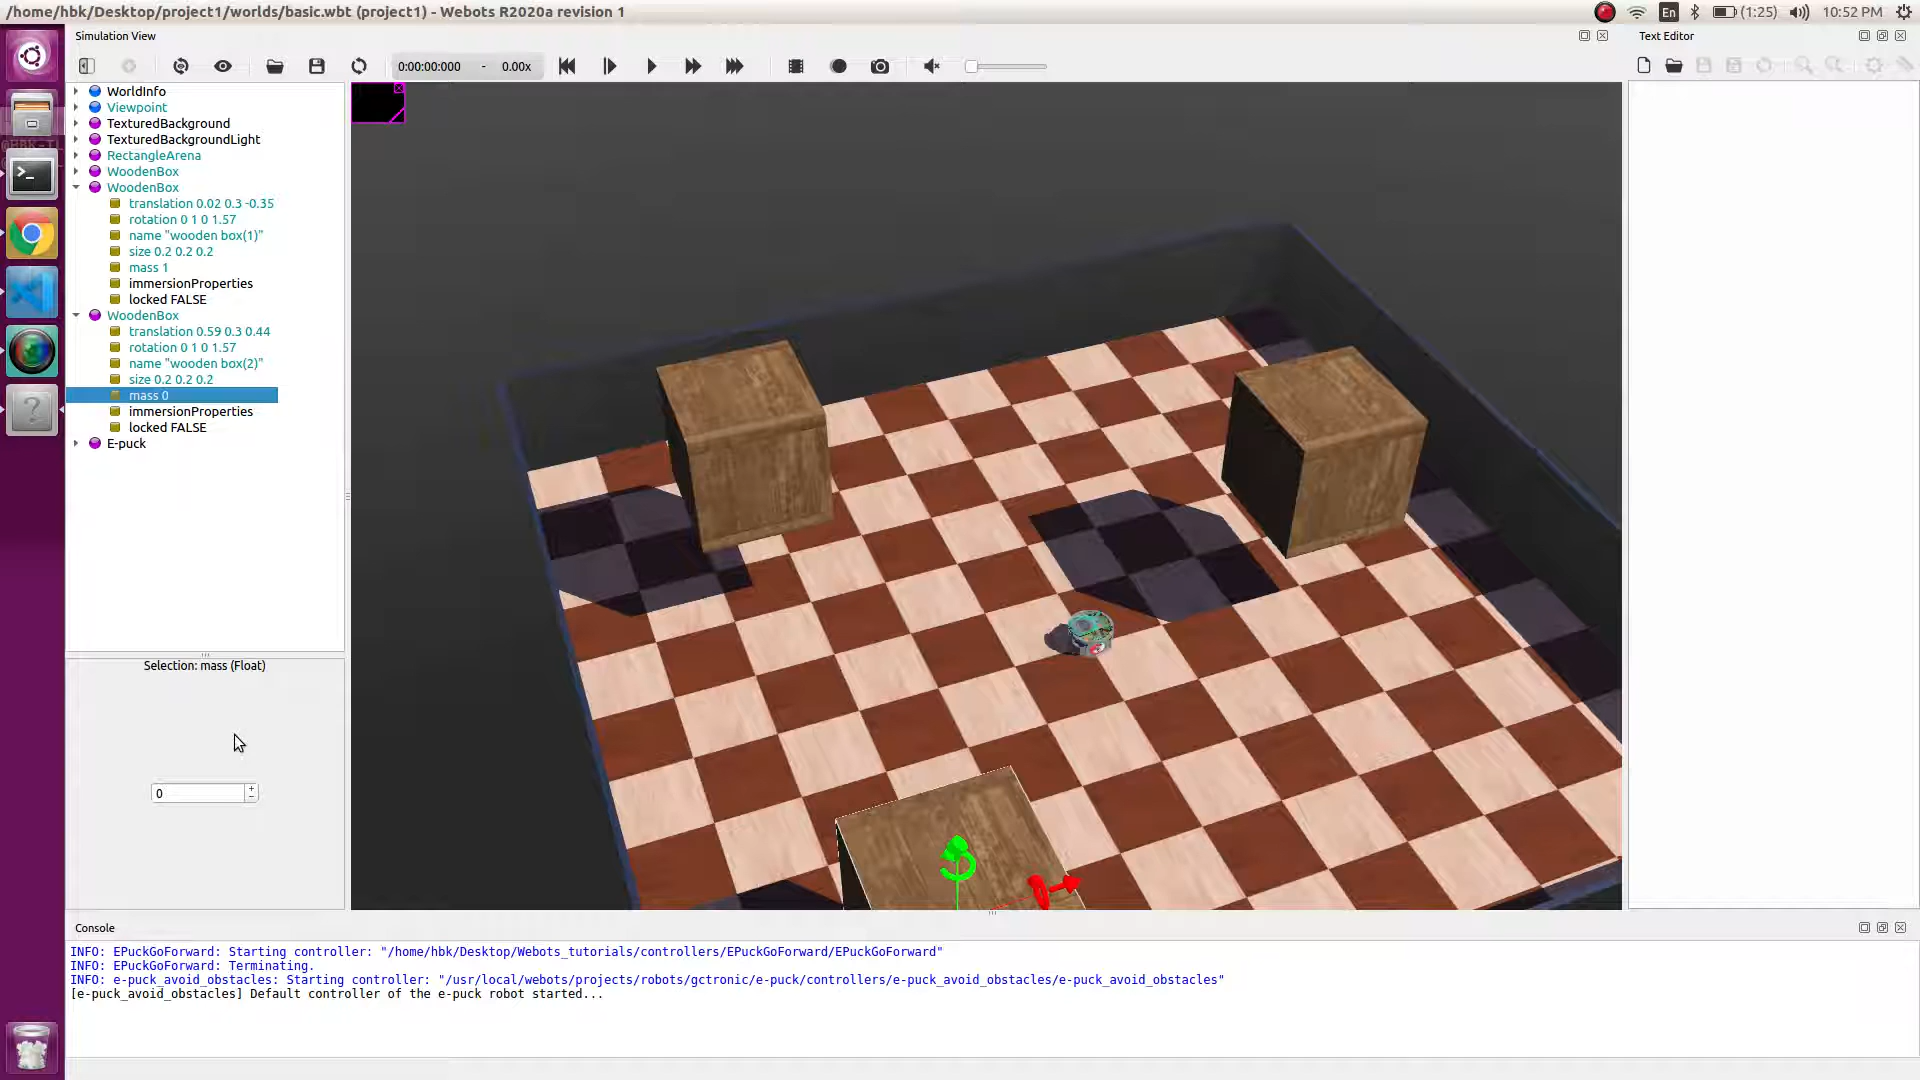 /home/hbk/Desktop/project1/worlds/basic.wbt (project1) - Webots R2020a revision 1
En
(1:25)
10:52 PM
Simulation View
Text Editor
0:00:00:000 - 0.00x
WorldInfo
Viewpoint
TexturedBackground
TexturedBackgroundLight
RectangleArena
WoodenBox
WoodenBox
translation 0.02 0.3 -0.35
rotation 0 1 0 1.57
name "wooden box(1)"
size 0.2 0.2 0.2
mass 1
immersionProperties
locked FALSE
WoodenBox
translation 0.59 0.3 0.44
rotation 0 1 0 1.57
name "wooden box(2)"
size 0.2 0.2 0.2
mass 0
immersionProperties
locked FALSE
E-puck
Selection: mass (Float)
0
Console
INFO: EPuckGoForward: Starting controller: "/home/hbk/Desktop/Webots_tutorials/controllers/EPuckGoForward/EPuckGoForward"
INFO: EPuckGoForward: Terminating.
INFO: e-puck_avoid_obstacles: Starting controller: "/usr/local/webots/projects/robots/gctronic/e-puck/controllers/e-puck_avoid_obstacles/e-puck_avoid_obstacles"
[e-puck_avoid_obstacles] Default controller of the e-puck robot started...